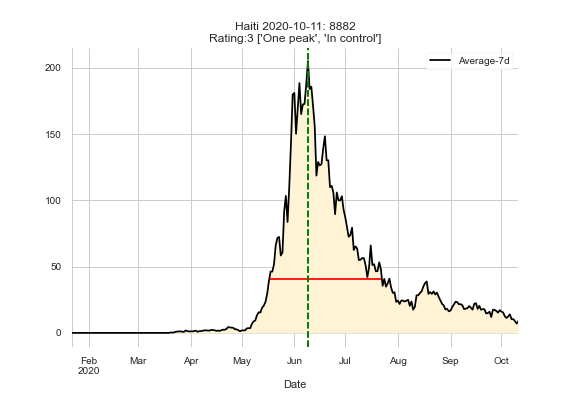 Haiti 2020-10-11: 8882
Rating:3 ['One peak', 'In control']
Average-7d
200
150
100
50
0
Feb Mar Apr May Jun Jul Aug Sep Oct
2020
Date